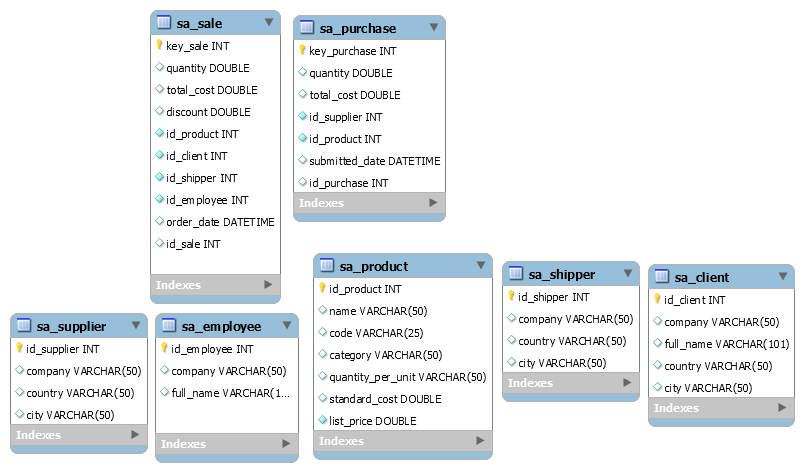 sa_sale
key_sale INT
quantity DOUBLE
total_cost DOUBLE
discount DOUBLE
id_product INT
id_client INT
id_shipper INT
id_employee INT
order_date DATETIME
id_sale INT
Indexes
sa_purchase
key_purchase INT
quantity DOUBLE
total_cost DOUBLE
id_supplier INT
id_product INT
submitted_date DATETIME
id_purchase INT
Indexes
sa_supplier
id_supplier INT
company VARCHAR(50)
country VARCHAR(50)
city VARCHAR(50)
Indexes
sa_employee
id_employee INT
company VARCHAR(50)
full_name VARCHAR(1...
Indexes
sa_product
id_product INT
name VARCHAR(50)
code VARCHAR(25)
category VARCHAR(50)
quantity_per_unit VARCHAR(50)
standard_cost DOUBLE
list_price DOUBLE
Indexes
sa_shipper
id_shipper INT
company VARCHAR(50)
country VARCHAR(50)
city VARCHAR(50)
Indexes
sa_client
id_client INT
company VARCHAR(50)
full_name VARCHAR(101)
country VARCHAR(50)
city VARCHAR(50)
Indexes